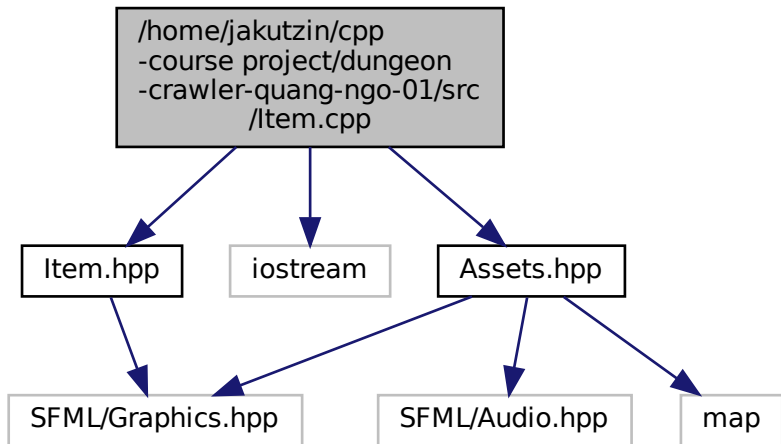 /home/jakutzin/cpp
-course project/dungeon
-crawler-quang-ngo-01/src
/Item.cpp
Item.hpp
iostream
Assets.hpp
SFML/Graphics.hpp
SFML/Audio.hpp
map